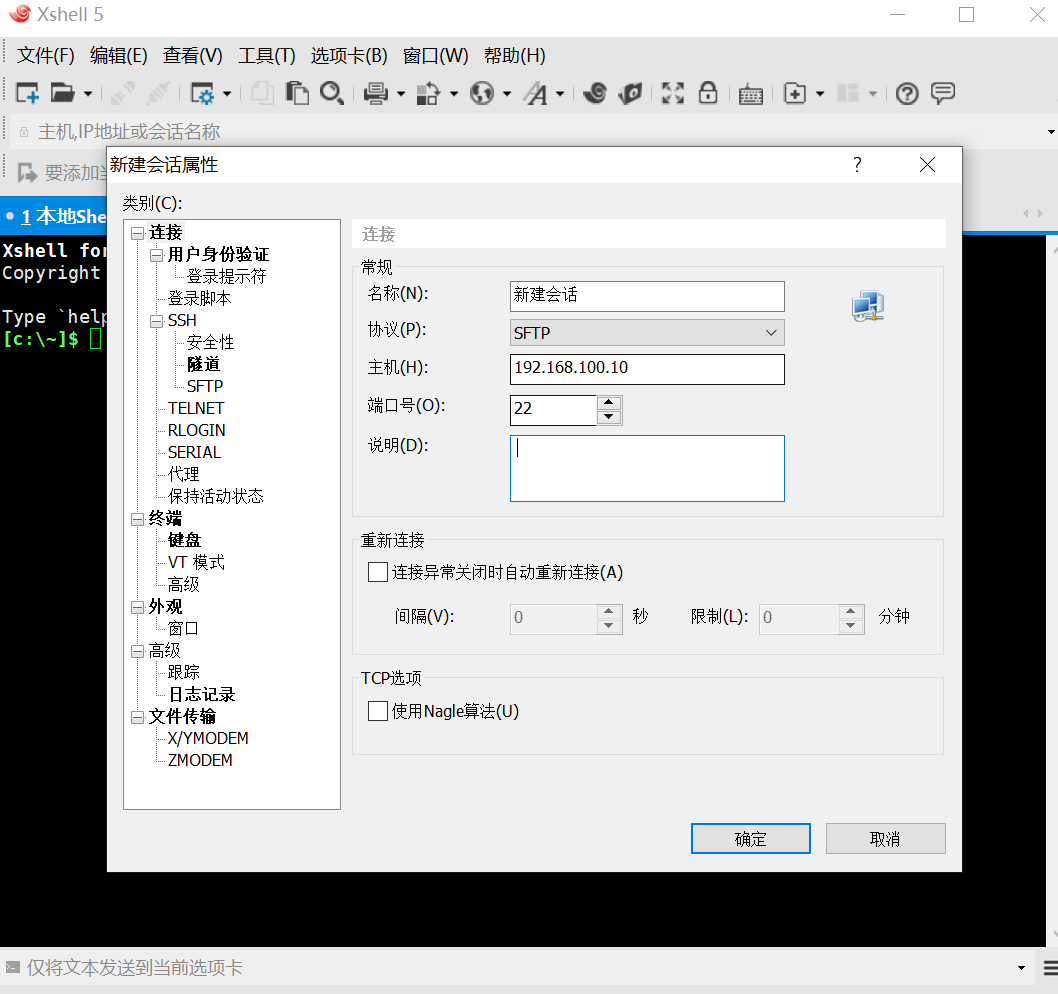 Xshell 5
文件(F) 编辑(E) 查看(V) 工具(T) 选项卡(B) 窗口(W) 帮助(H)
主机,IP地址或会话名称
要添加
1 本地She
Xshell for
Copyright
Type `help
[c:\~]$
新建会话属性
类别(C):
连接
用户身份验证
登录提示符
登录脚本
SSH
安全性
隧道
SFTP
TELNET
RLOGIN
SERIAL
代理
保持活动状态
终端
键盘
VT 模式
高级
外观
窗口
高级
跟踪
日志记录
文件传输
X/YMODEM
ZMODEM
连接
常规
名称(N): 新建会话
协议(P): SFTP
主机(H): 192.168.100.10
端口号(O): 22
说明(D):
重新连接
连接异常关闭时自动重新连接(A)
间隔(V): 0 秒 限制(L): 0 分钟
TCP选项
使用Nagle算法(U)
确定 取消
仅将文本发送到当前选项卡